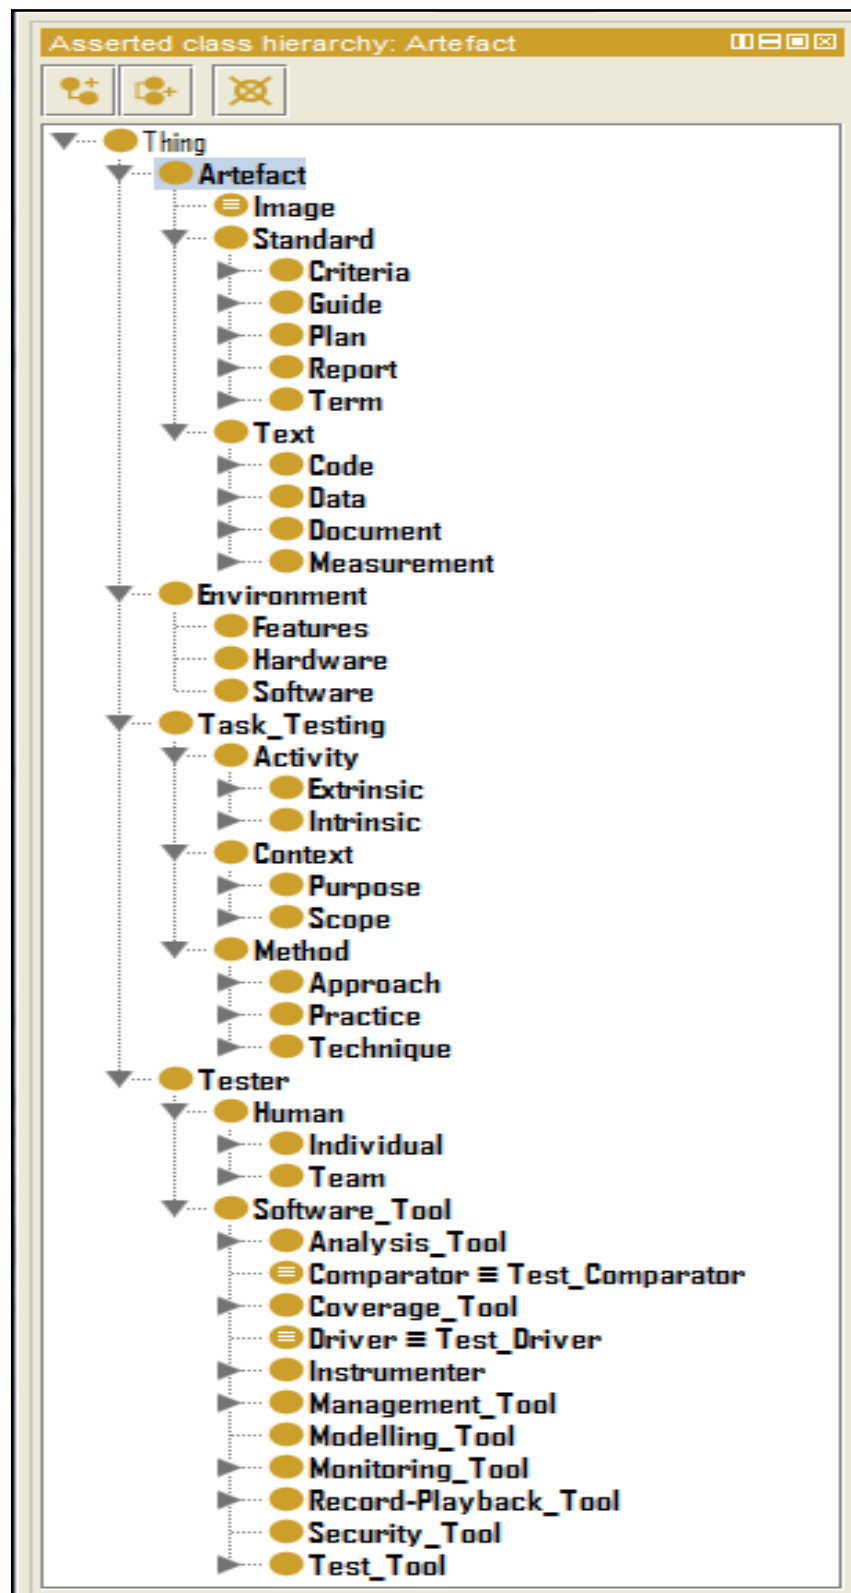 Asserted class hierarchy: Artefact
Thing
Artefact
Image
Standard
Criteria
Guide
Plan
Report
Term
Text
Code
Data
Document
Measurement
Environment
Features
Hardware
Software
Task_Testing
Activity
Extrinsic
Intrinsic
Context
Purpose
Scope
Method
Approach
Practice
Technique
Tester
Human
Individual
Team
Software_Tool
Analysis_Tool
Comparator ≡ Test_Comparator
Coverage_Tool
Driver ≡ Test_Driver
Instrumenter
Management_Tool
Modelling_Tool
Monitoring_Tool
Record-Playback_Tool
Security_Tool
Test_Tool